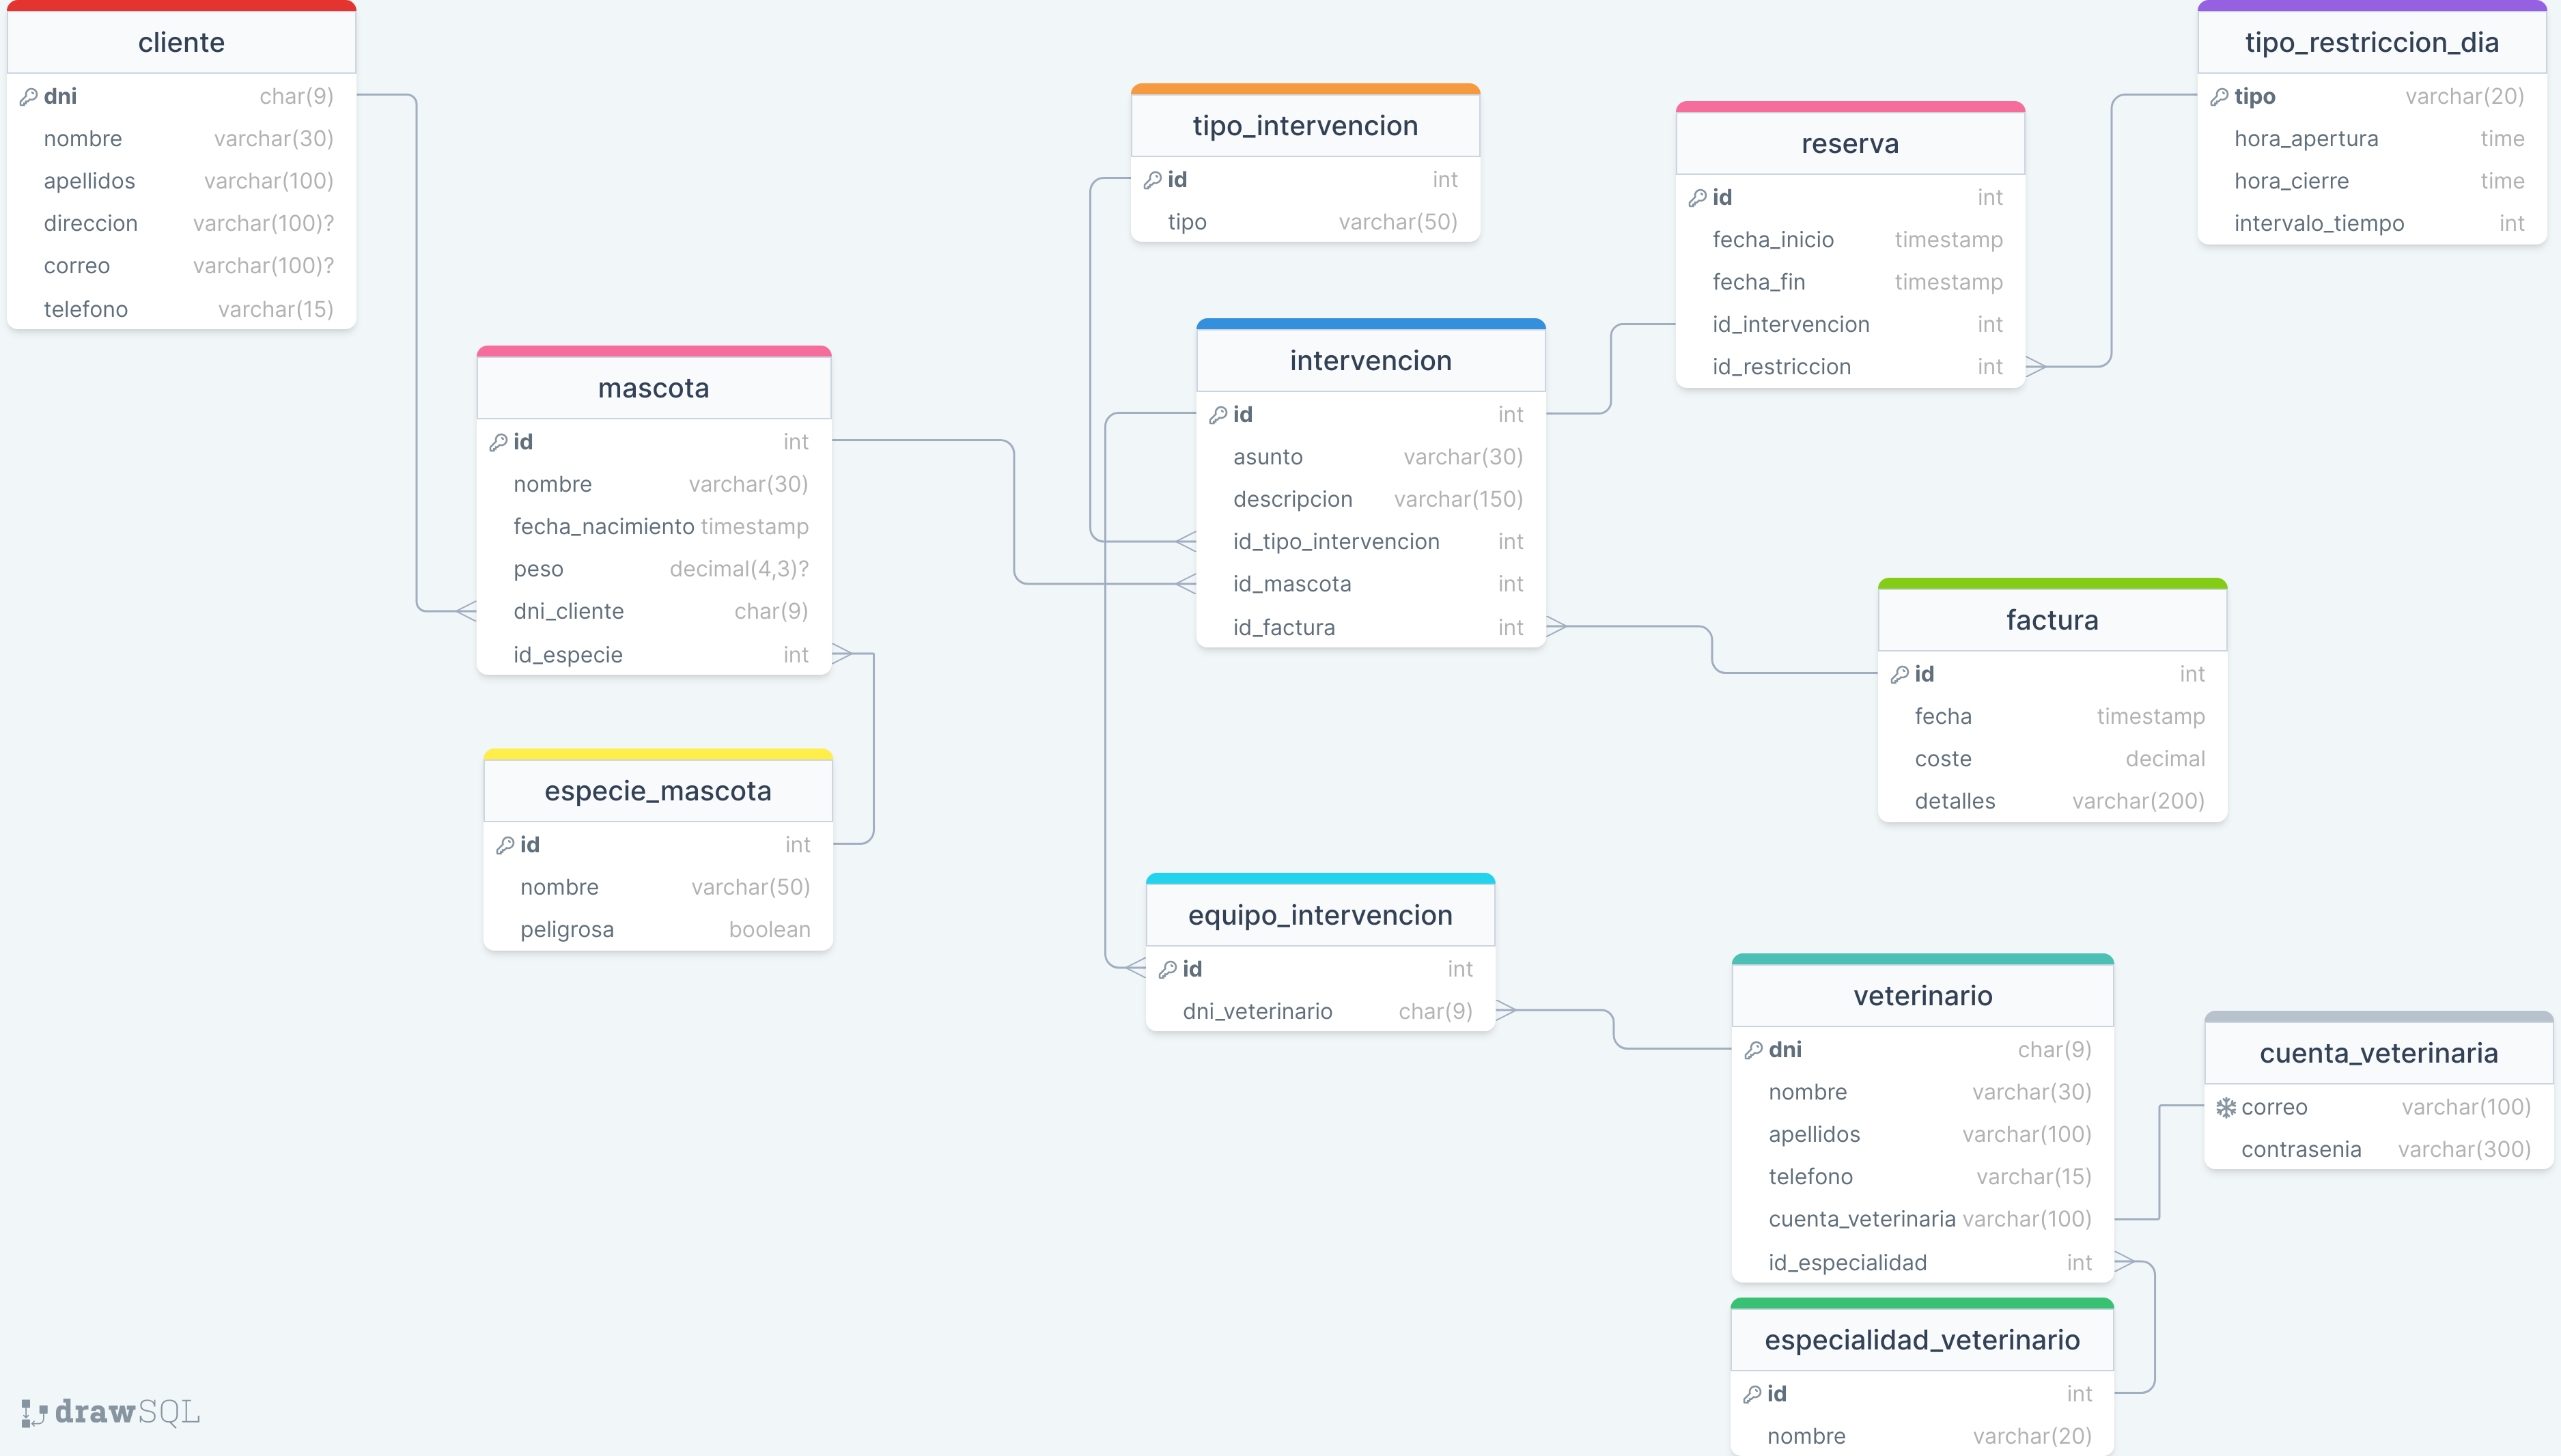 cliente
dni char(9)
nombre varchar(30)
apellidos varchar(100)
direccion varchar(100)?
correo varchar(100)?
telefono varchar(15)
mascota
id int
nombre varchar(30)
fecha_nacimiento timestamp
peso decimal(4,3)?
dni_cliente char(9)
id_especie int
especie_mascota
id int
nombre varchar(50)
peligrosa boolean
tipo_intervencion
id int
tipo varchar(50)
intervencion
id int
asunto varchar(30)
descripcion varchar(150)
id_tipo_intervencion int
id_mascota int
id_factura int
equipo_intervencion
id int
dni_veterinario char(9)
reserva
id int
fecha_inicio timestamp
fecha_fin timestamp
id_intervencion int
id_restriccion int
tipo_restriccion_dia
tipo varchar(20)
hora_apertura time
hora_cierre time
intervalo_tiempo int
factura
id int
fecha timestamp
coste decimal
detalles varchar(200)
veterinario
dni char(9)
nombre varchar(30)
apellidos varchar(100)
telefono varchar(15)
cuenta_veterinaria varchar(100)
id_especialidad int
cuenta_veterinaria
correo varchar(100)
contrasenia varchar(300)
especialidad_veterinario
id int
nombre varchar(20)
drawSQL